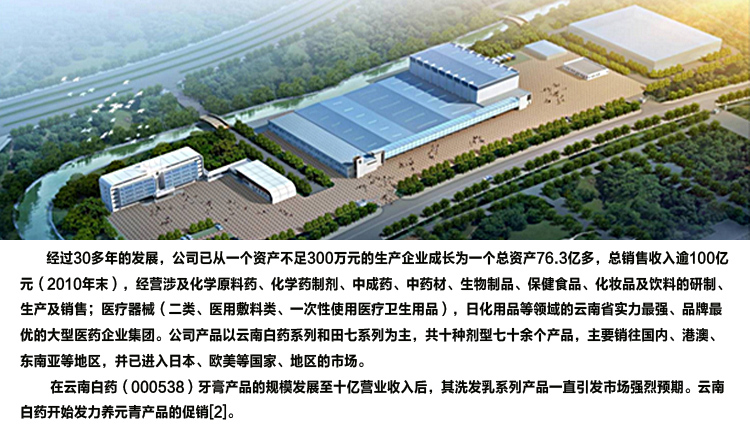 经过30多年的发展，公司已从一个资产不足300万元的生产企业成长为一个总资产76.3亿多，总销售收入逾100亿
元（2010年末），经营涉及化学原料药、化学药制剂、中成药、中药材、生物制品、保健食品、化妆品及饮料的研制、
生产及销售；医疗器械（二类、医用敷料类、一次性使用医疗卫生用品），日化用品等领域的云南省实力最强、品牌最
优的大型医药企业集团。公司产品以云南白药系列和田七系列为主，共十种剂型七十余个产品，主要销往国内、港澳、
东南亚等地区，并已进入日本、欧美等国家、地区的市场。
在云南白药（000538）牙膏产品的规模发展至十亿营业收入后，其洗发乳系列产品一直引发市场强烈预期。云南
白药开始发力养元青产品的促销[2]。